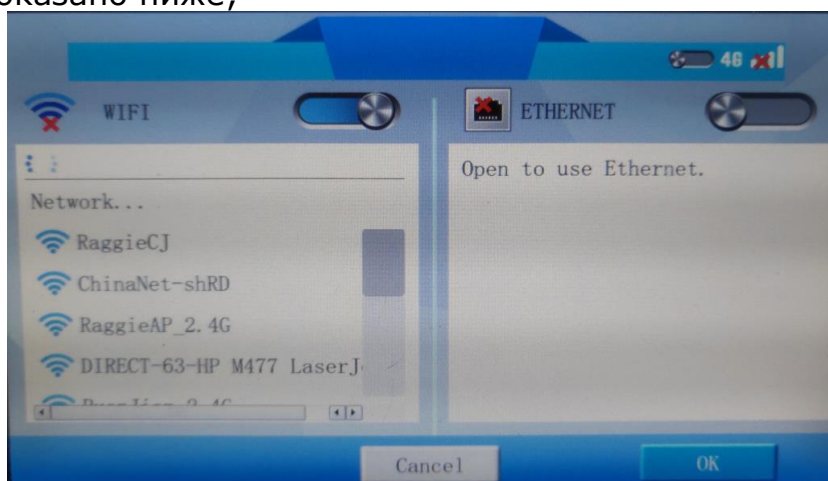 показано ниже;
4G
WIFI
ETHERNET
Open to use Ethernet.
Network...
RaggieCJ
ChinaNet-shRD
RaggieAP_2.4G
DIRECT-63-HP M477 LaserJ
Cancel
OK